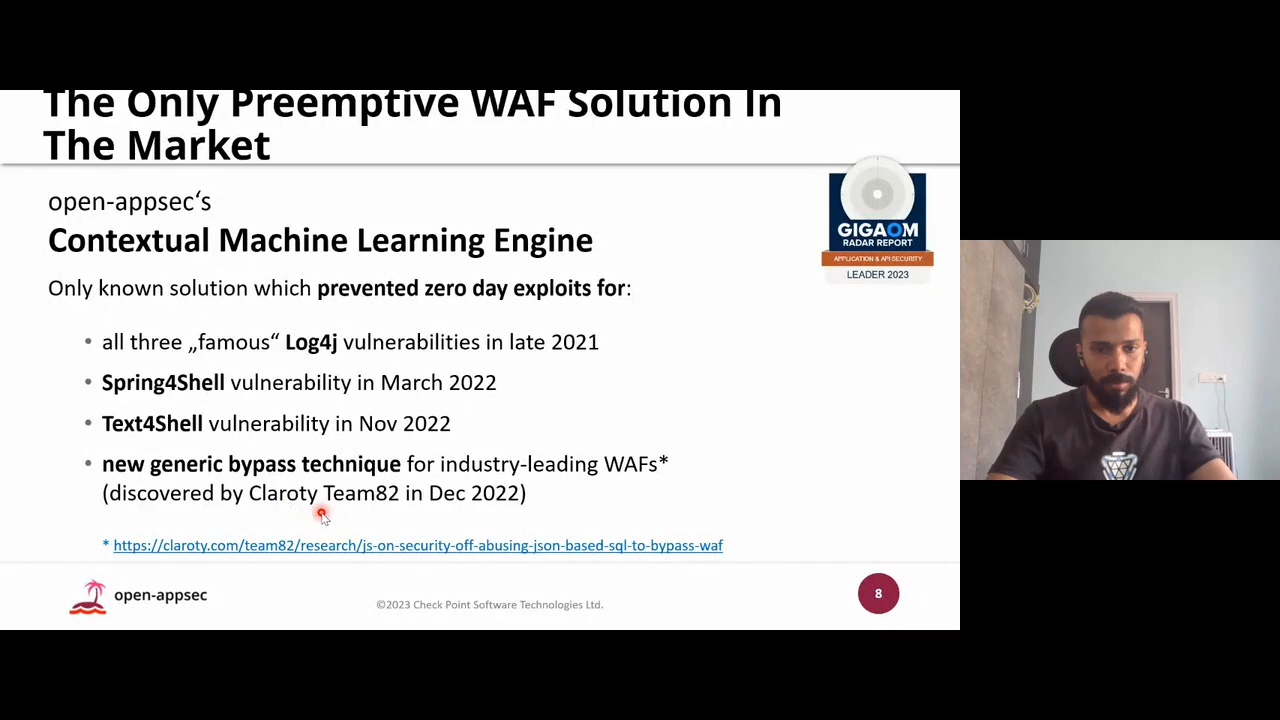 The Only Preemptive WAF Solution In
The Market
open-appsec‘s
Contextual Machine Learning Engine
GIGAOM
RADAR REPORT
APPLICATION & API SECURITY
LEADER 2023
Only known solution which prevented zero day exploits for:
• all three „famous“ Log4j vulnerabilities in late 2021
• Spring4Shell vulnerability in March 2022
• Text4Shell vulnerability in Nov 2022
• new generic bypass technique for industry-leading WAFs*
(discovered by Claroty Team82 in Dec 2022)
* https://claroty.com/team82/research/js-on-security-off-abusing-json-based-sql-to-bypass-waf
open-appsec
©2023 Check Point Software Technologies Ltd.
8